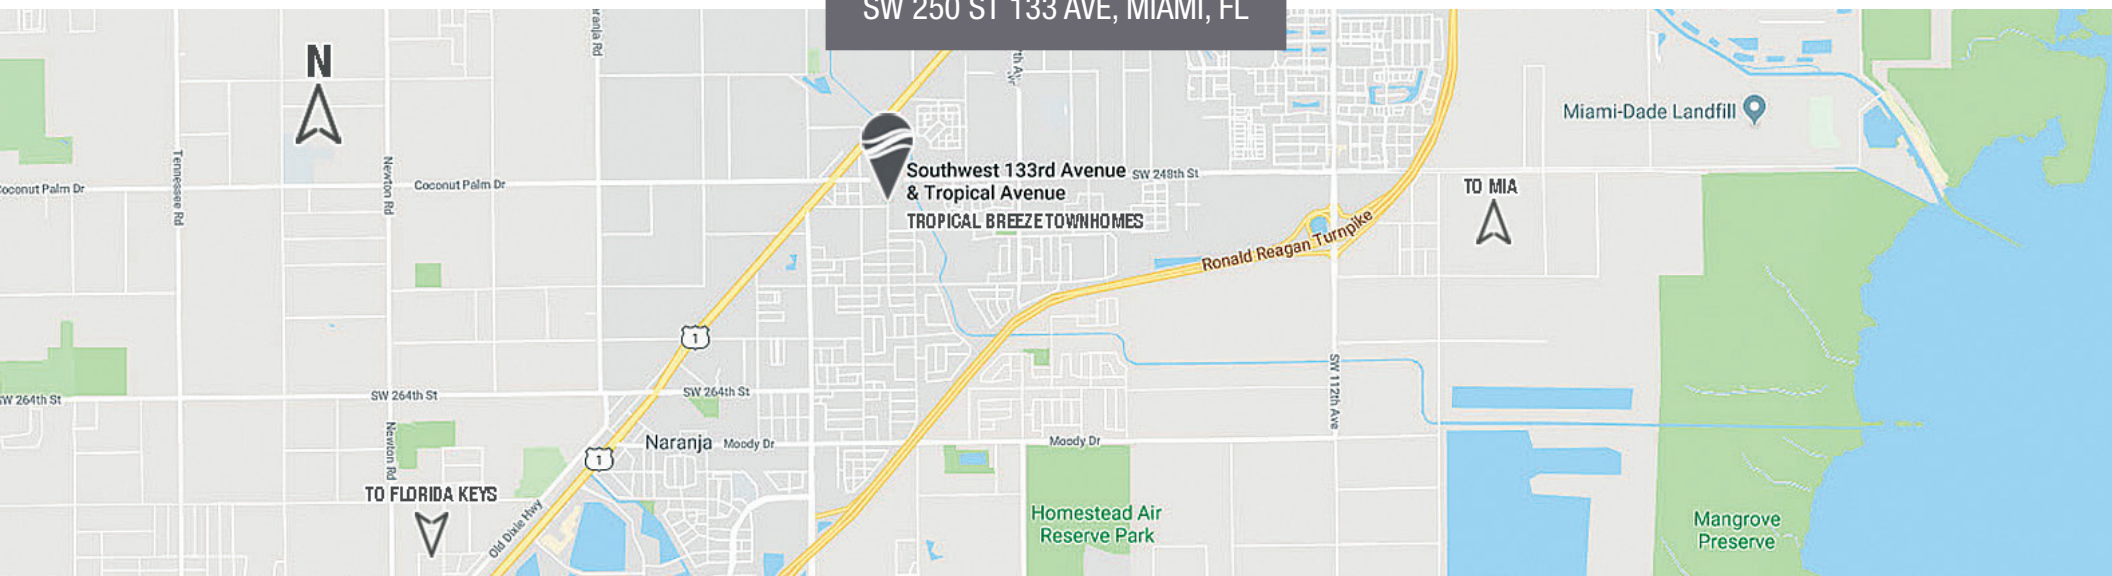 SW 250 ST 133 AVE, MIAMI, FL
N
Tennessee Rd
Newton Rd
Coconut Palm Dr
Southwest 133rd Avenue
& Tropical Avenue
TROPICAL BREEZE TOWNHOMES
SW 248th St
Miami-Dade Landfill
TO MIA
Ronald Reagan Turnpike
1
SW 112th Ave
SW 264th St
SW 264th St
SW 264th St
Newton Rd
Naranja
Moody Dr
Moody Dr
1
TO FLORIDA KEYS
Old Dixie Hwy
Homestead Air
Reserve Park
Mangrove
Preserve